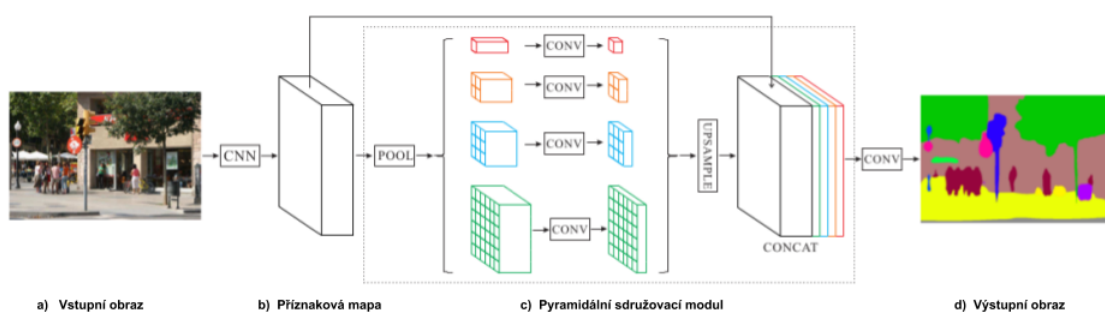 CNN
POOL
CONV
CONV
CONV
CONV
UPSAMPLE
CONCAT
CONV
a) Vstupní obraz
b) Příznaková mapa
c) Pyramidální sdružovací modul
d) Výstupní obraz